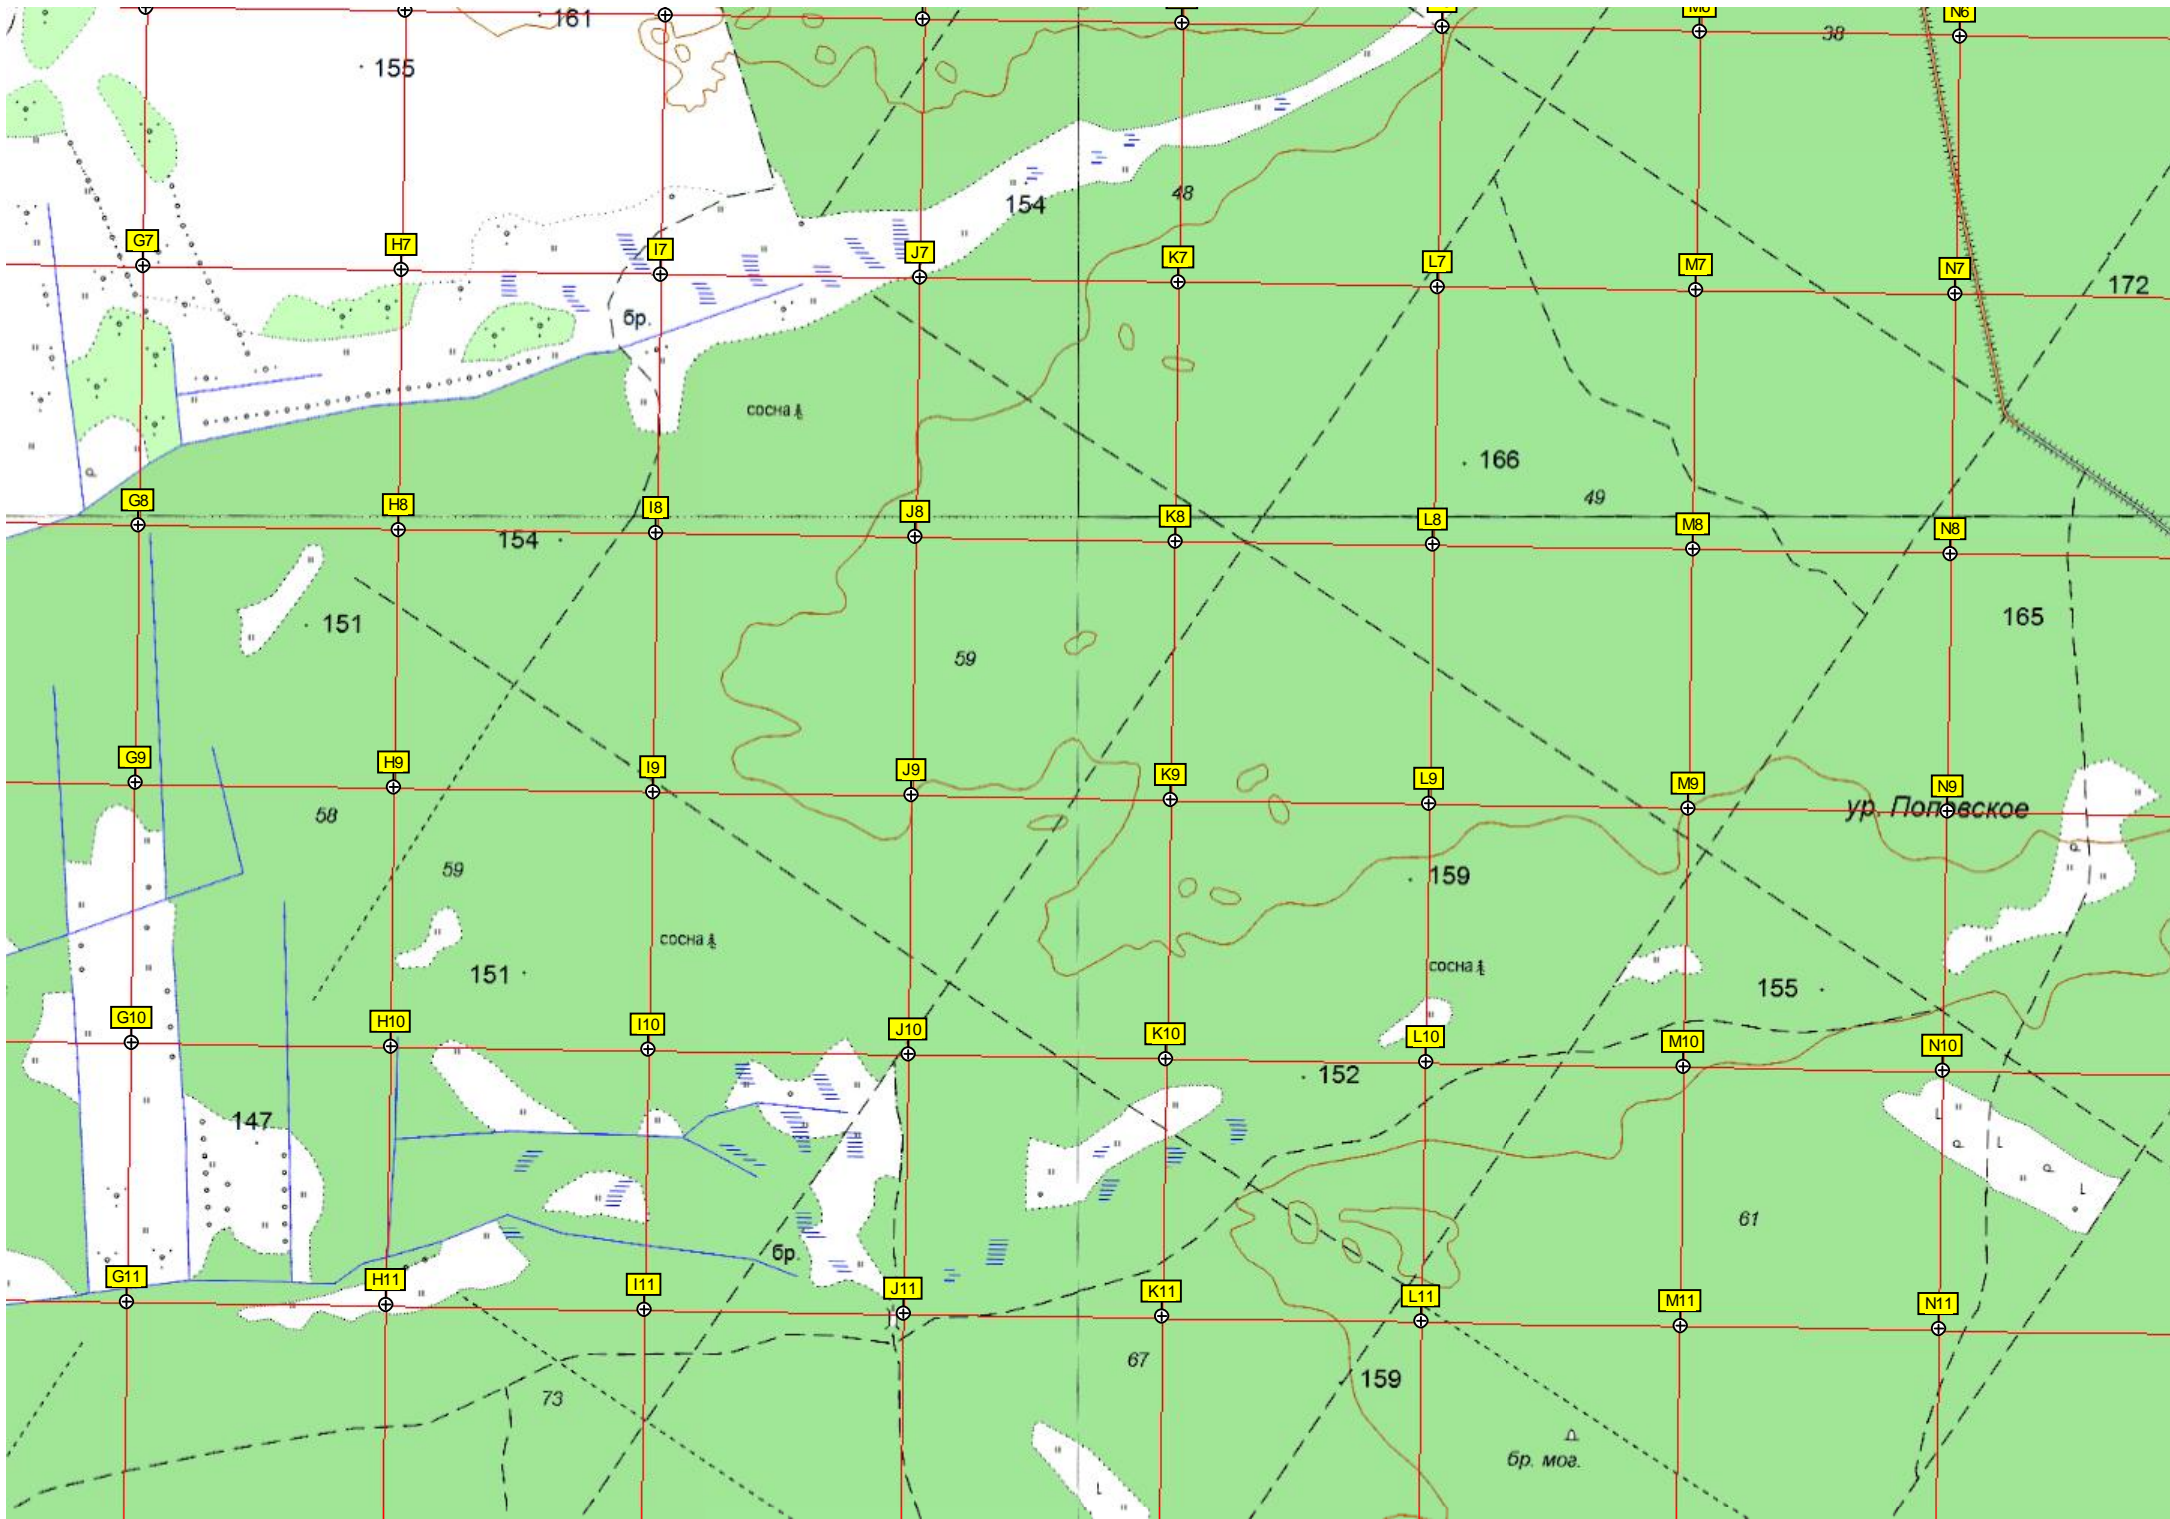 161
N6
38
155
48
154
G7
H7
I7
J7
K7
L7
M7
N7
172
бр.
сосна
166
49
G8
H8
I8
J8
K8
L8
M8
N8
154
151
165
59
G9
H9
I9
J9
K9
L9
M9
N9
58
ур. Поповское
59
159
сосна
151
сосна
155
G10
H10
I10
J10
K10
L10
M10
N10
152
147
61
бр.
G11
H11
I11
J11
K11
L11
M11
N11
67
159
73
бр. мог.